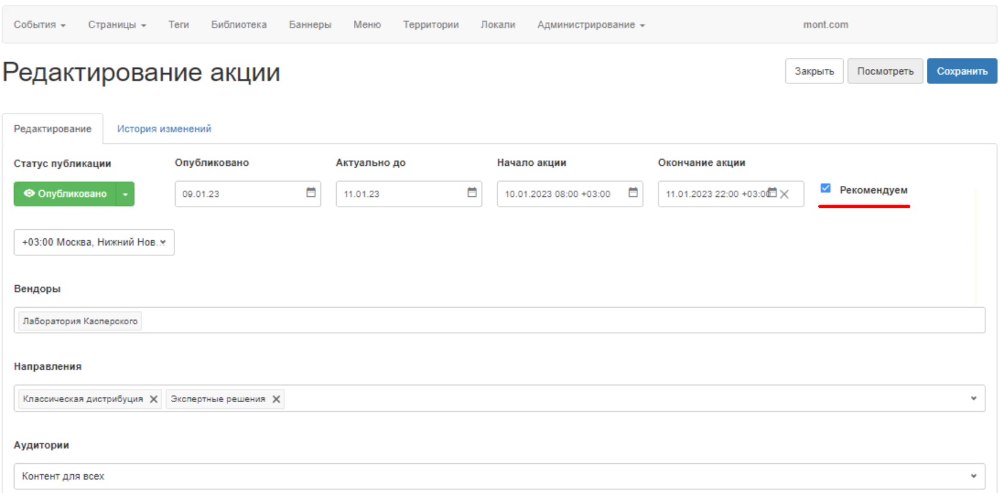 События Страницы Теги Библиотека Баннеры Меню Территории Локали Администрирование mont.com
Редактирование акции
Закрыть Посмотреть Сохранить
Редактирование История изменений
Статус публикации Опубликовано Актуально до Начало акции Окончание акции
Опубликовано 09.01.23 11.01.23 10.01.2023 08:00 +03:00 11.01.2023 22:00 +03:00 Рекомендуем
+03:00 Москва, Нижний Нов...
Вендоры
Лаборатория Касперского
Направления
Классическая дистрибуция Экспертные решения
Аудитории
Контент для всех